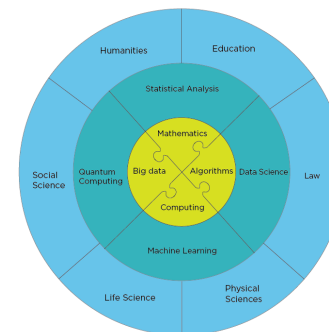 Humanities
Education
Statistical Analysis
Mathematics
Social
Science
Quantum
Computing
Big data
Algorithms
Data Science
Law
Computing
Machine Learning
Life Science
Physical
Sciences